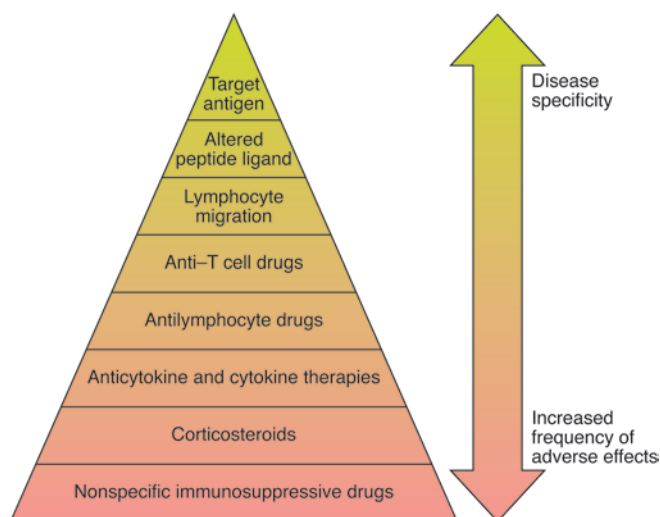 Target
antigen
Altered
peptide ligand
Lymphocyte
migration
Anti–T cell drugs
Antilymphocyte drugs
Anticytokine and cytokine therapies
Corticosteroids
Nonspecific immunosuppressive drugs
Disease
specificity
Increased
frequency of
adverse effects